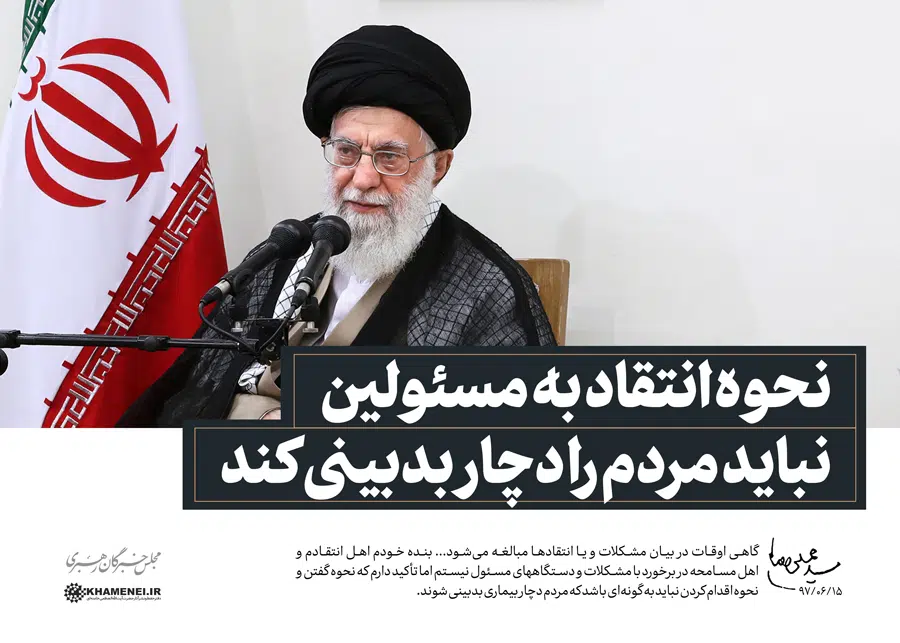 نحوه انتقاد به مسئولین
نباید مردم را دچار بدبینی کند
گاهی اوقات در بیان مشکلات و یا انتقادها مبالغه می‌شود... بنده خودم اهل انتقادم و
اهل مسامحه در برخورد با مشکلات و دستگاههای مسئول نیستم اما تأکید دارم که نحوه گفتن و
نحوه اقدام کردن نباید به گونه‌ای باشد که مردم دچار بیماری بدبینی شوند.
۹۷/۰۶/۱۵
مجلس خبرگان رهبری
KHAMENEI.IR